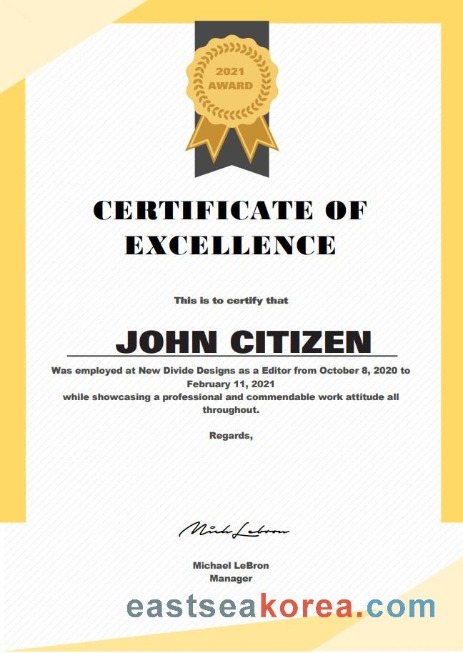 2021
AWARD
CERTIFICATE OF
EXCELLENCE
This is to certify that
JOHN CITIZEN
Was employed at New Divide Designs as a Editor from October 8, 2020 to
February 11, 2021
while showcasing a professional and commendable work attitude all
throughout.
Regards,
Mich Lebron
Michael LeBron
Manager
eastseakorea.com